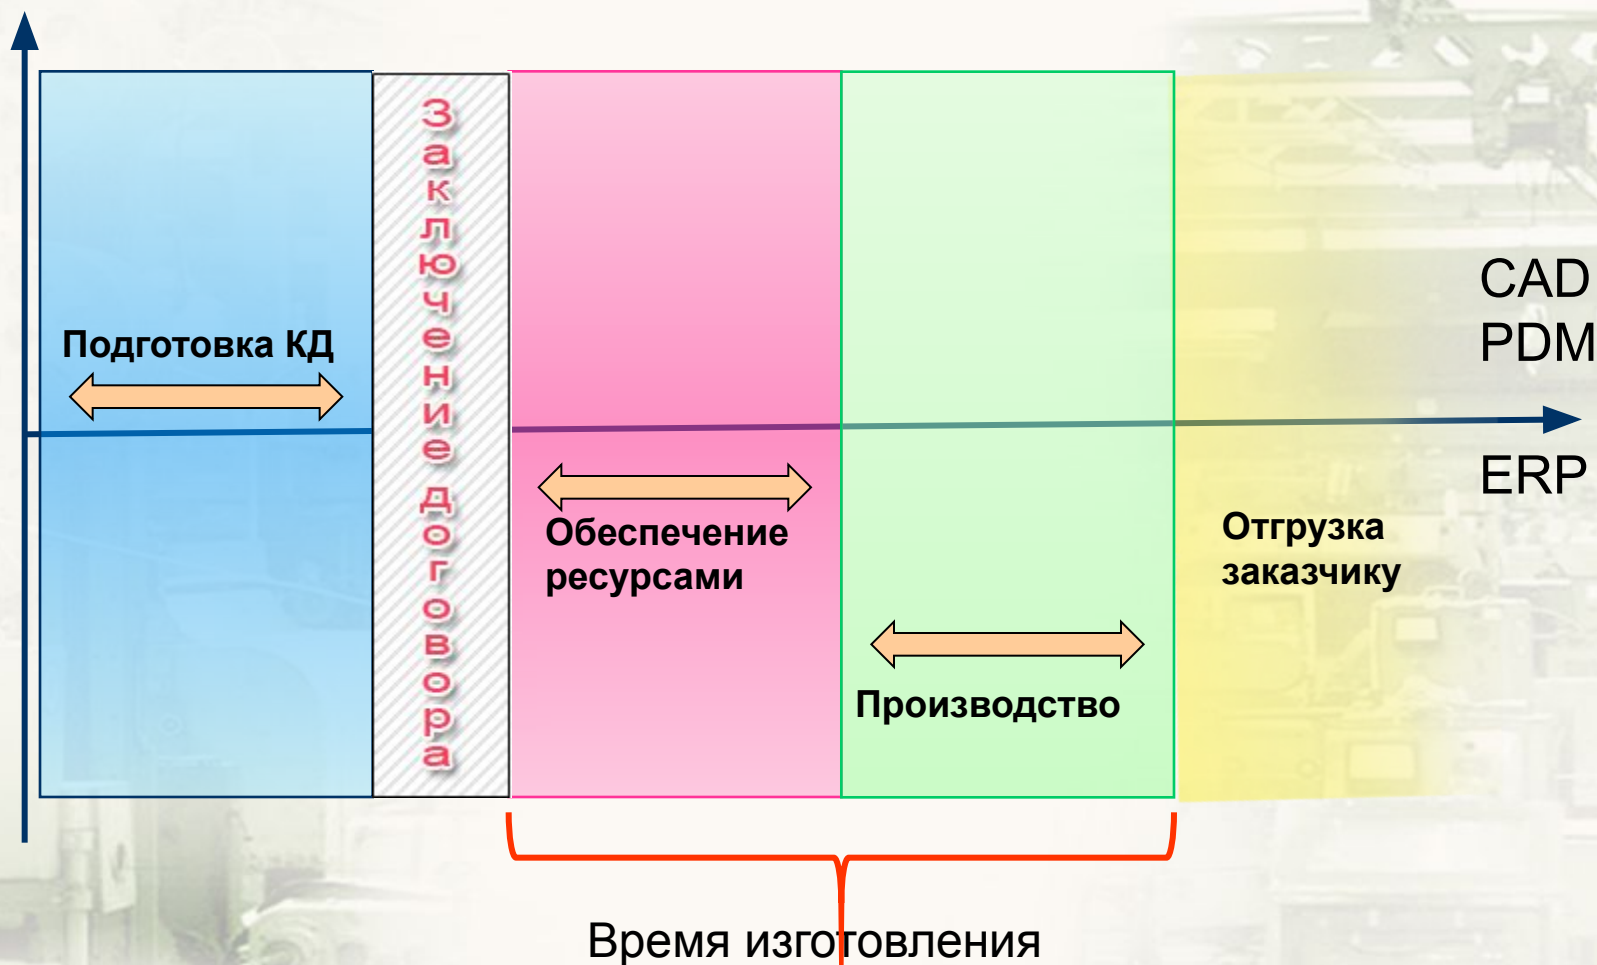 Подготовка КД
Заключение договора
Обеспечение
ресурсами
Производство
Отгрузка
заказчику
CAD
PDM
ERP
Время изготовления